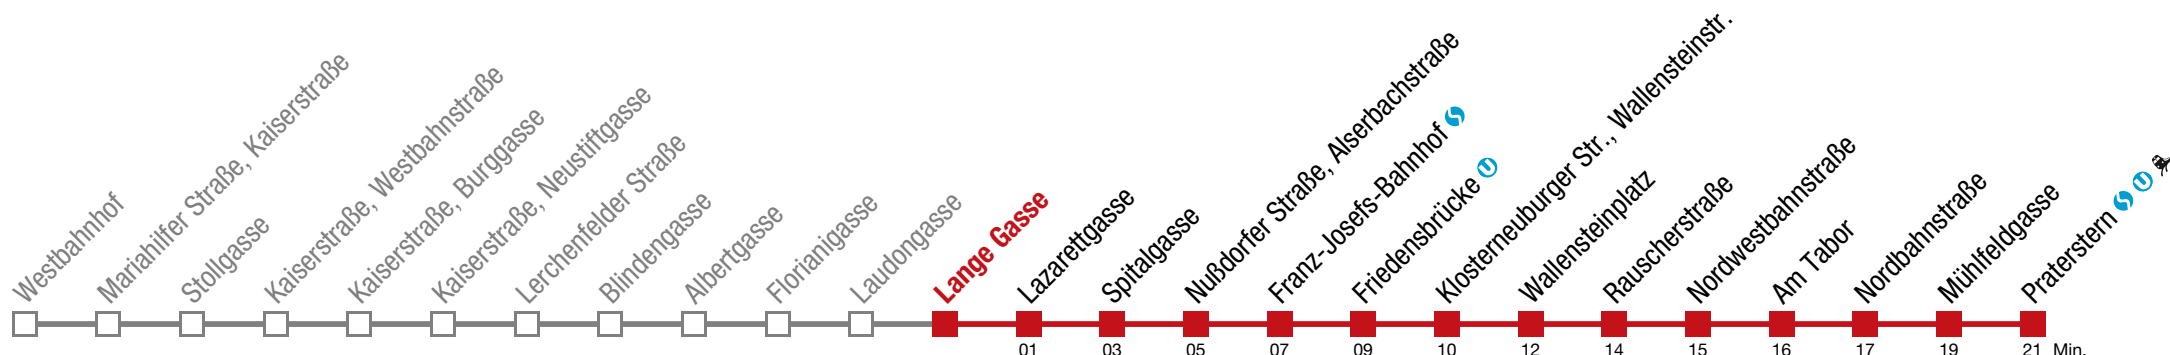 Westbahnhof
Mariahilfer Straße, Kaiserstraße
Stollgasse
Kaiserstraße, Westbahnstraße
Kaiserstraße, Burggasse
Kaiserstraße, Neustiftgasse
Lerchenfelder Straße
Blindengasse
Albertgasse
Florianigasse
Laudongasse
Lange Gasse
Lazarettgasse
Spitalgasse
Nußdorfer Straße, Alserbachstraße
Franz-Josefs-Bahnhof S
Friedensbrücke U
Klosterneuburger Str., Wallensteinstr.
Wallensteinplatz
Rauscherstraße
Nordwestbahnstraße
Am Tabor
Nordbahnstraße
Mühlfeldgasse
Praterstern S U
01 03 05 07 09 10 12 14 15 16 17 19 21 Min.